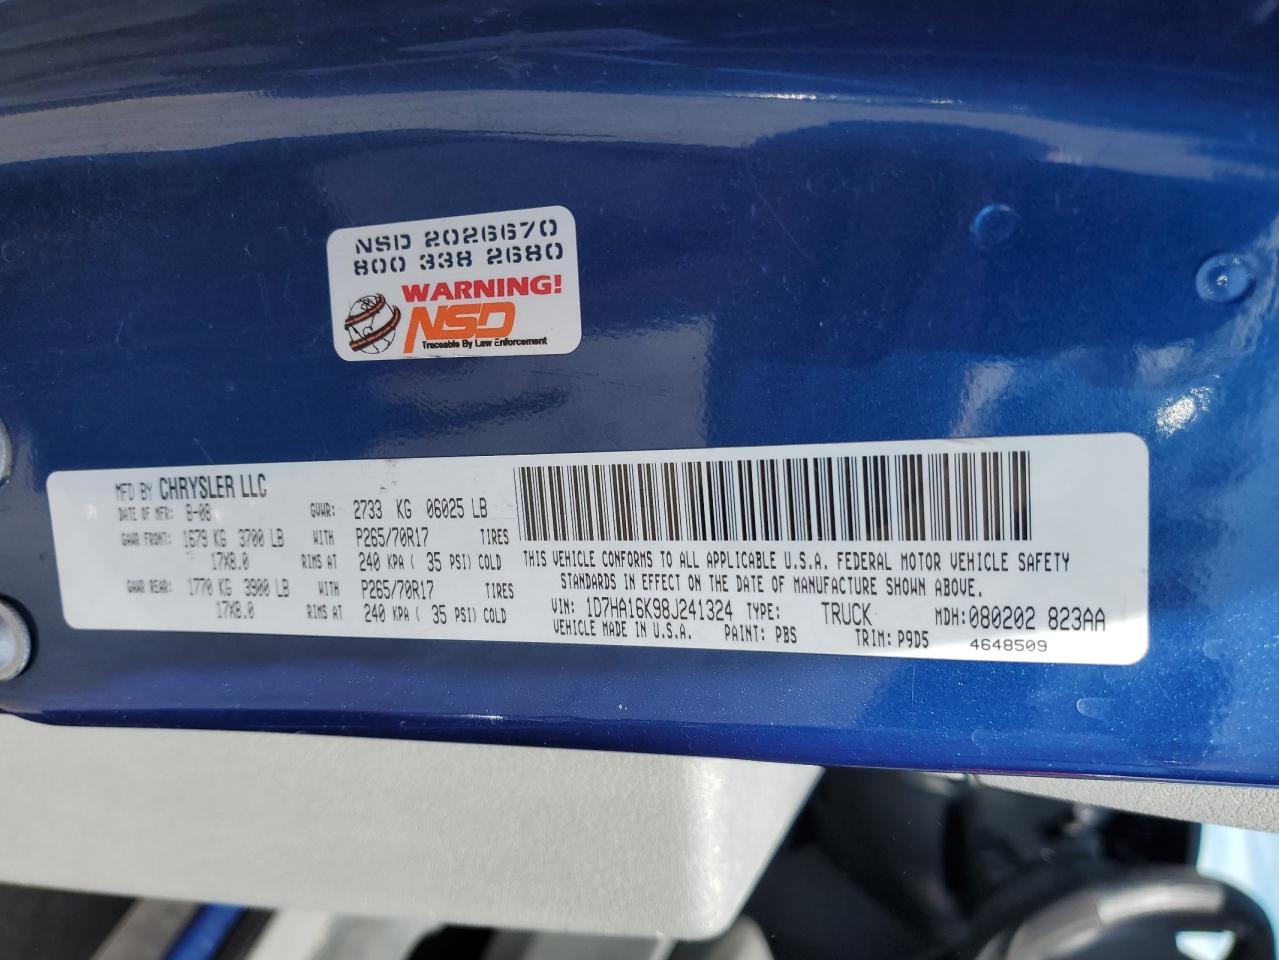 NSD 2026670
800 338 2680
WARNING!
NSD
Traceable By Law Enforcement
MFD BY CHRYSLER LLC
DATE OF MFR: 8-08 GVWR: 2733 KG 06025 LB
GAWR FRONT: 1679 KG 3700 LB WITH P265/70R17 TIRES
17X8.0 RIMS AT 240 KPA ( 35 PSI) COLD
GAWR REAR: 1770 KG 3900 LB WITH P265/70R17 TIRES
17X8.0 RIMS AT 240 KPA ( 35 PSI) COLD
THIS VEHICLE CONFORMS TO ALL APPLICABLE U.S.A. FEDERAL MOTOR VEHICLE SAFETY
STANDARDS IN EFFECT ON THE DATE OF MANUFACTURE SHOWN ABOVE.
VIN: 1D7HA16K98J241324 TYPE: TRUCK MDH: 080202 823AA
VEHICLE MADE IN U.S.A. PAINT: PBS TRIM: P9D5 4648509